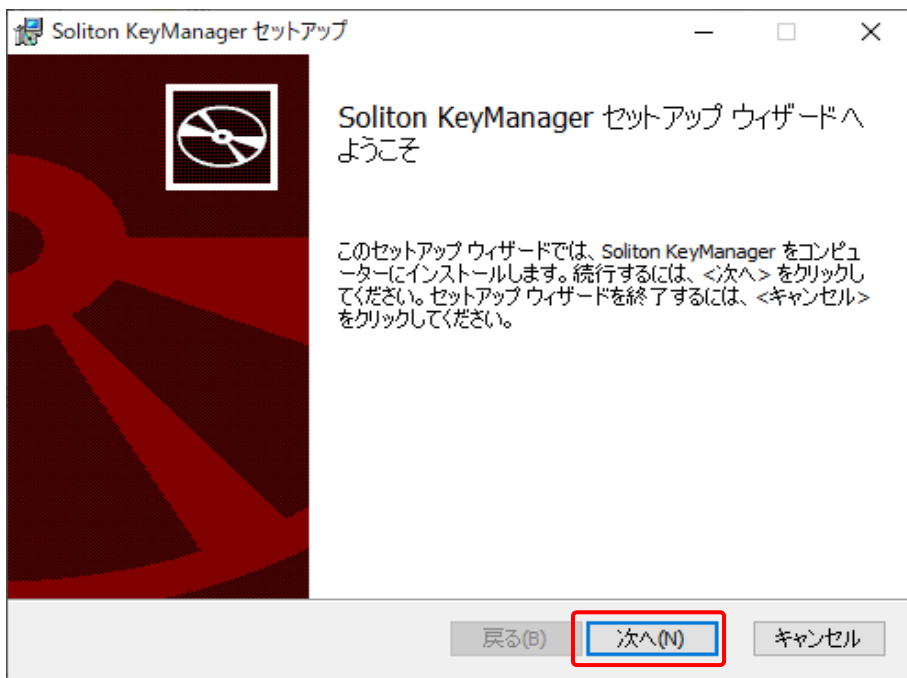 Soliton KeyManager セットアップ
Soliton KeyManager セットアップ ウィザードへ
ようこそ
このセットアップ ウィザードでは、Soliton KeyManager をコンピュ
ーターにインストールします。続行するには、<次へ> をクリックし
てください。セットアップ ウィザードを終了するには、<キャンセル>
をクリックしてください。
戻る(B)
次へ(N)
キャンセル